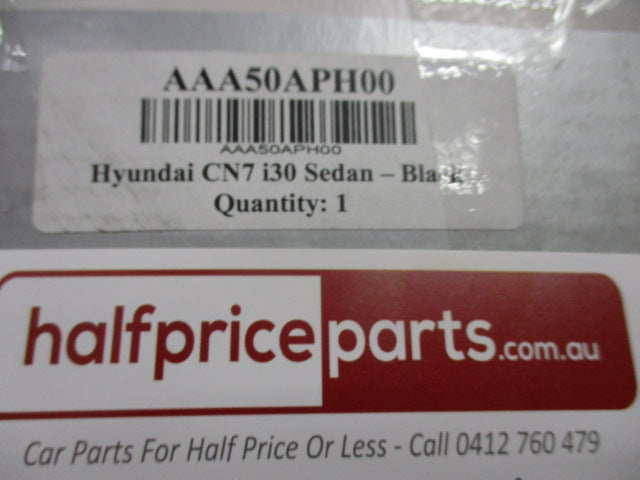 AAA50APH00
AAA50APH00
Hyundai CN7 i30 Sedan – Black
Quantity: 1
halfpriceparts.com.au
Car Parts For Half Price Or Less - Call 0412 760 479